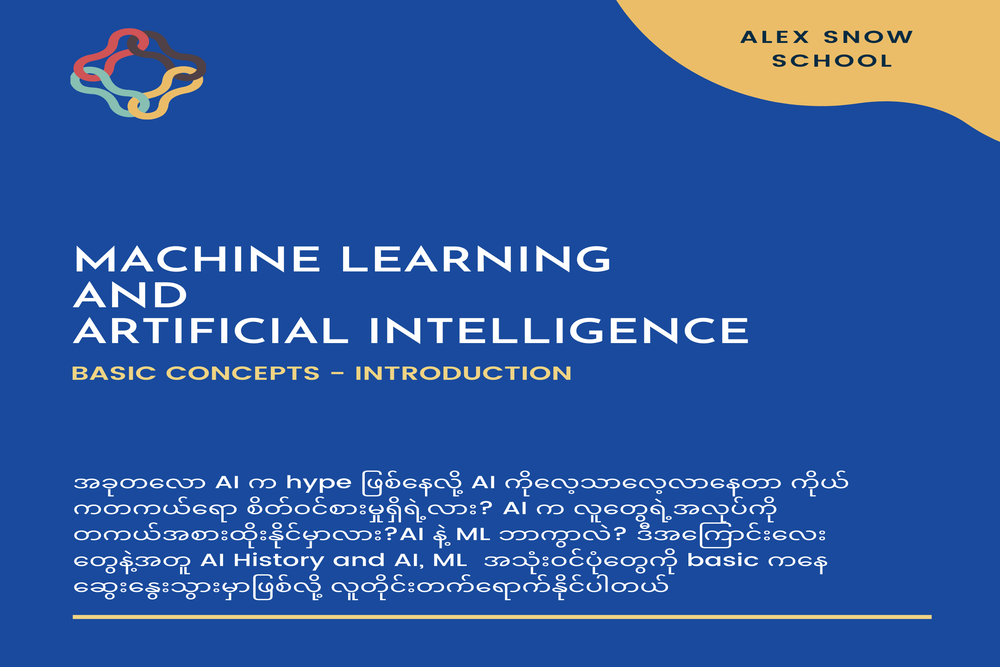 ALEX SNOW
SCHOOL
MACHINE LEARNING
AND
ARTIFICIAL INTELLIGENCE
BASIC CONCEPTS - INTRODUCTION
အခုတလော AI က hype ဖြစ်နေလို့ AI ကိုလေ့သာလေ့လာနေတာ ကိုယ်
ကတကယ်ရော စိတ်ဝင်စားမှုရှိရဲ့လား? AI က လူတွေရဲ့အလုပ်ကို
တကယ်အစားထိုးနိုင်မှာလား?AI နဲ့ ML ဘာကွာလဲ? ဒီအကြောင်းလေး
တွေနဲ့အတူ AI History and AI, ML အသုံးဝင်ပုံတွေကို basic ကနေ
ဆွေးနွေးသွားမှာဖြစ်လို့ လူတိုင်းတက်ရောက်နိုင်ပါတယ်